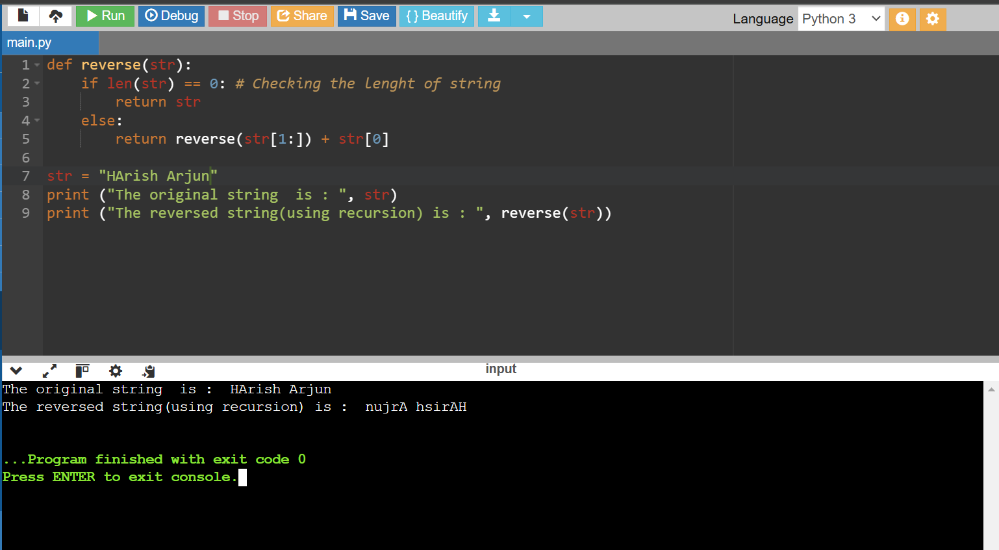 Run Debug Stop Share Save { } Beautify Language Python 3
main.py
1 def reverse(str):
2     if len(str) == 0: # Checking the lenght of string
3         return str
4     else:
5         return reverse(str[1:]) + str[0]
6
7 str = "HArish Arjun"
8 print ("The original string  is : ", str)
9 print ("The reversed string(using recursion) is : ", reverse(str))
input
The original string  is :  HArish Arjun
The reversed string(using recursion) is :  nujrA hsirAH
...Program finished with exit code 0
Press ENTER to exit console.